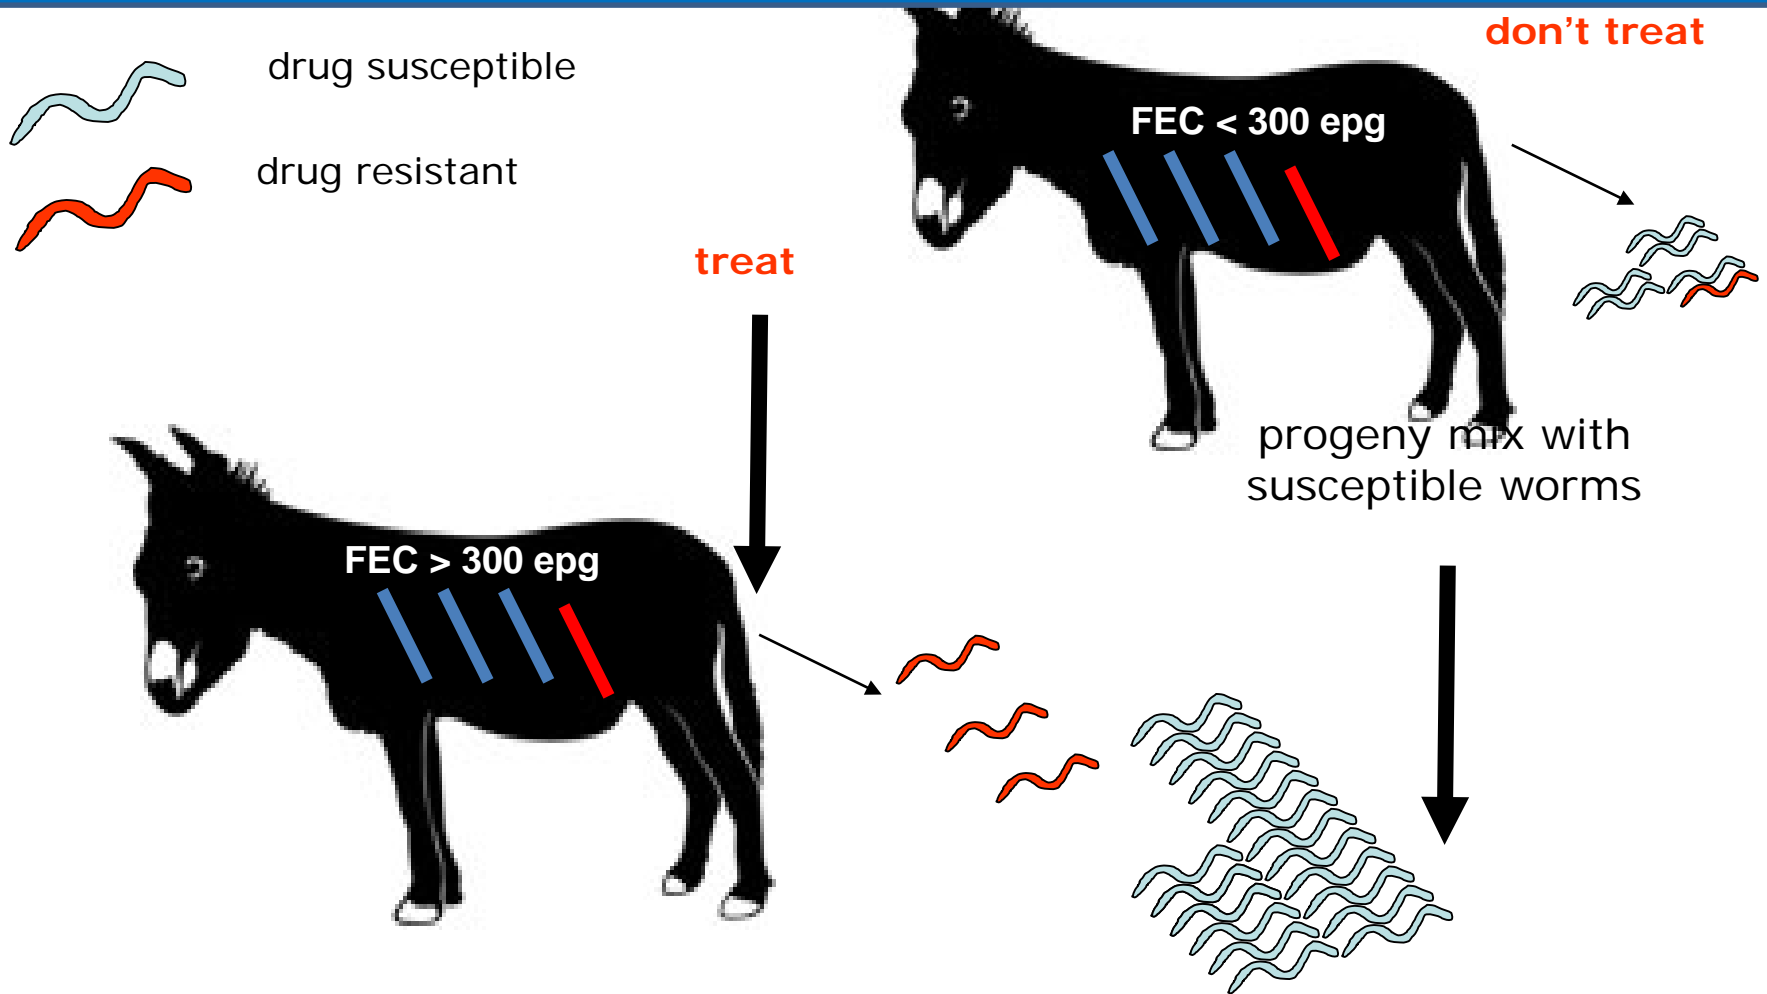 don't treat
drug susceptible
FEC < 300 epg
drug resistant
treat
progeny mix with
susceptible worms
FEC > 300 epg